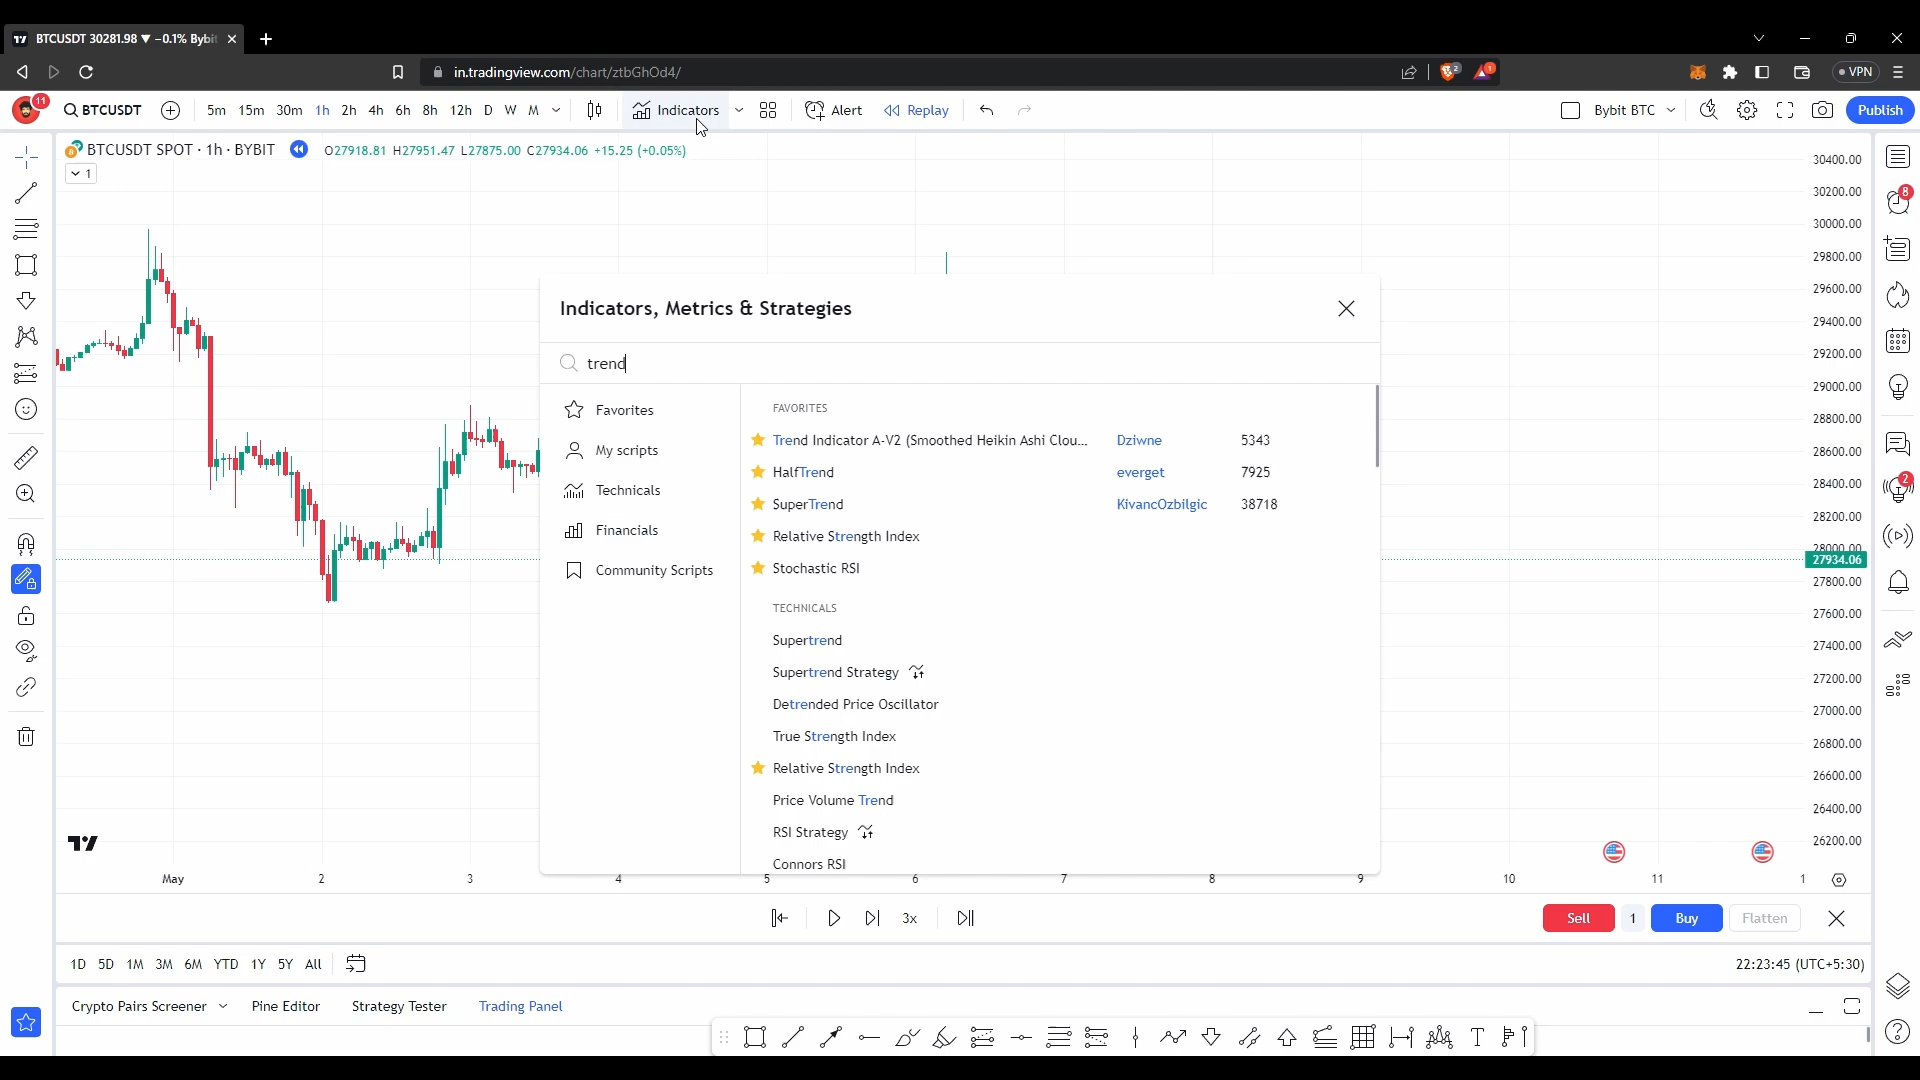 BTCUSDT 30281.98 ▼ −0.1% Bybi
in.tradingview.com/chart/ztbGhOd4/
2
1
VPN
11
BTCUSDT
5m 15m 30m 1h 2h 4h 6h 8h 12h D W M
Indicators
Alert
Replay
Bybit BTC
Publish
BTCUSDT SPOT · 1h · BYBIT
O27918.81 H27951.47 L27875.00 C27934.06 +15.25 (+0.05%)
1
30400.00
30200.00
30000.00
29800.00
29600.00
29400.00
29200.00
29000.00
28800.00
28600.00
28400.00
28200.00
28000.00
27934.06
27800.00
27600.00
27400.00
27200.00
27000.00
26800.00
26600.00
26400.00
26200.00
8
2
Indicators, Metrics & Strategies
trend
Favorites
My scripts
Technicals
Financials
Community Scripts
FAVORITES
Trend Indicator A-V2 (Smoothed Heikin Ashi Clou... Dziwne 5343
HalfTrend everget 7925
SuperTrend KivancOzbilgic 38718
Relative Strength Index
Stochastic RSI
TECHNICALS
Supertrend
Supertrend Strategy
Detrended Price Oscillator
True Strength Index
Relative Strength Index
Price Volume Trend
RSI Strategy
Connors RSI
May 2 3 4 5 6 7 8 9 10 11 1
3x
Sell 1 Buy Flatten
1D 5D 1M 3M 6M YTD 1Y 5Y All
22:23:45 (UTC+5:30)
Crypto Pairs Screener
Pine Editor
Strategy Tester
Trading Panel